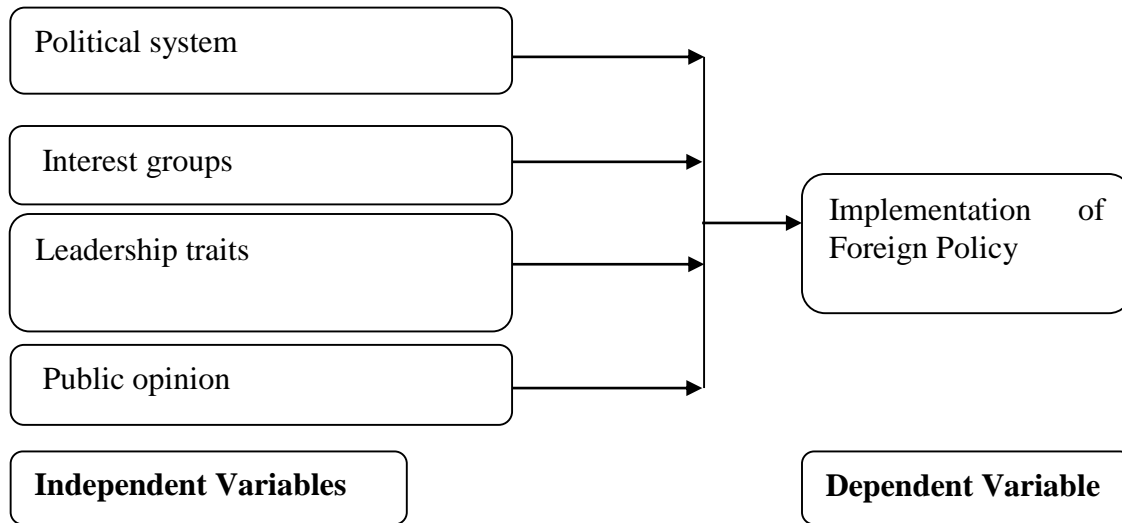 Political system
Interest groups
Leadership traits
Public opinion
Implementation of
Foreign Policy
Independent Variables
Dependent Variable